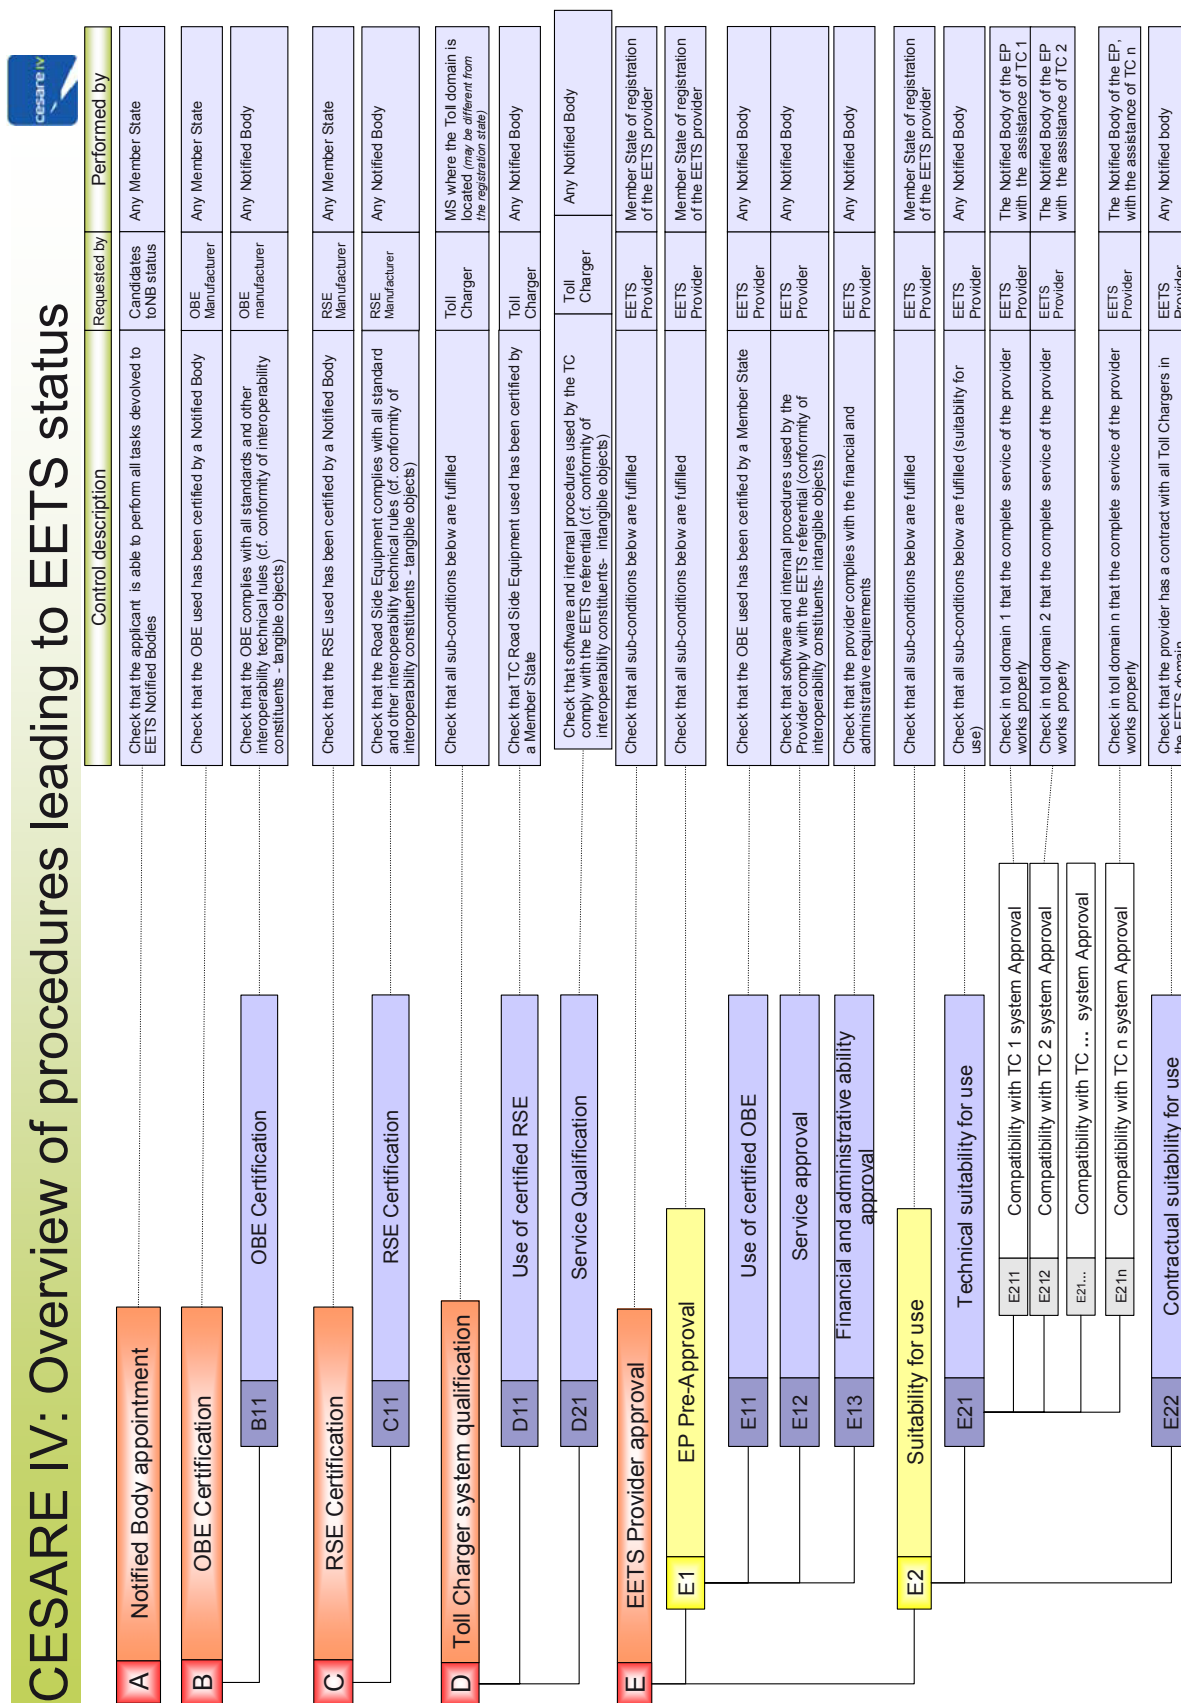 CESARE IV: Overview of procedures leading to EETS status
cesare IV
Control description
Requested by
Performed by
A
Notified Body appointment
Check that the applicant is able to perform all tasks devolved to
EETS Notified Bodies
Candidates
toNB status
Any Member State
B
OBE Certification
Check that the OBE used has been certified by a Notified Body
OBE
Manufacturer
Any Member State
B11
OBE Certification
Check that the OBE complies with all standards and other
interoperability technical rules (cf. conformity of interoperability
constituents - tangible objects)
OBE
manufacturer
Any Notified Body
C
RSE Certification
Check that the RSE used has been certified by a Notified Body
RSE
Manufacturer
Any Member State
C11
RSE Certification
Check that the Road Side Equipment complies with all standard
and other interoperability technical rules (cf. conformity of
interoperability constituents - tangible objects)
RSE
Manufacturer
Any Notified Body
D
Toll Charger system qualification
Check that all sub-conditions below are fulfilled
Toll
Charger
MS where the Toll domain is
located (may be different from
the registration state)
D11
Use of certified RSE
Check that TC Road Side Equipment used has been certified by
a Member State
Toll
Charger
Any Notified Body
D21
Service Qualification
Check that software and internal procedures used by the TC
comply with the EETS referential (cf. conformity of
interoperability constituents- intangible objects)
Toll
Charger
Any Notified Body
E
EETS Provider approval
Check that all sub-conditions below are fulfilled
EETS
Provider
Member State of registration
of the EETS provider
E1
EP Pre-Approval
Check that all sub-conditions below are fulfilled
EETS
Provider
Member State of registration
of the EETS provider
E11
Use of certified OBE
Check that the OBE used has been certified by a Member State
EETS
Provider
Any Notified Body
E12
Service approval
Check that software and internal procedures used by the
Provider comply with the EETS referential (conformity of
interoperability constituents- intangible objects)
EETS
Provider
Any Notified Body
E13
Financial and administrative ability
approval
Check that the provider complies with the financial and
administrative requirements
EETS
Provider
Any Notified Body
E2
Suitability for use
Check that all sub-conditions below are fulfilled
EETS
Provider
Member State of registration
of the EETS provider
E21
Technical suitability for use
Check that all sub-conditions below are fulfilled (suitability for
use)
EETS
Provider
Any Notified Body
E211
Compatibility with TC 1 system Approval
Check in toll domain 1 that the complete service of the provider
works properly
EETS
Provider
The Notified Body of the EP
with the assistance of TC 1
E212
Compatibility with TC 2 system Approval
Check in toll domain 2 that the complete service of the provider
works properly
EETS
Provider
The Notified Body of the EP
with the assistance of TC 2
E21...
Compatibility with TC ... system Approval
E21n
Compatibility with TC n system Approval
Check in toll domain n that the complete service of the provider
works properly
EETS
Provider
The Notified Body of the EP,
with the assistance of TC n
E22
Contractual suitability for use
Check that the provider has a contract with all Toll Chargers in
the EETS domain
EETS
Provider
Any Notified body